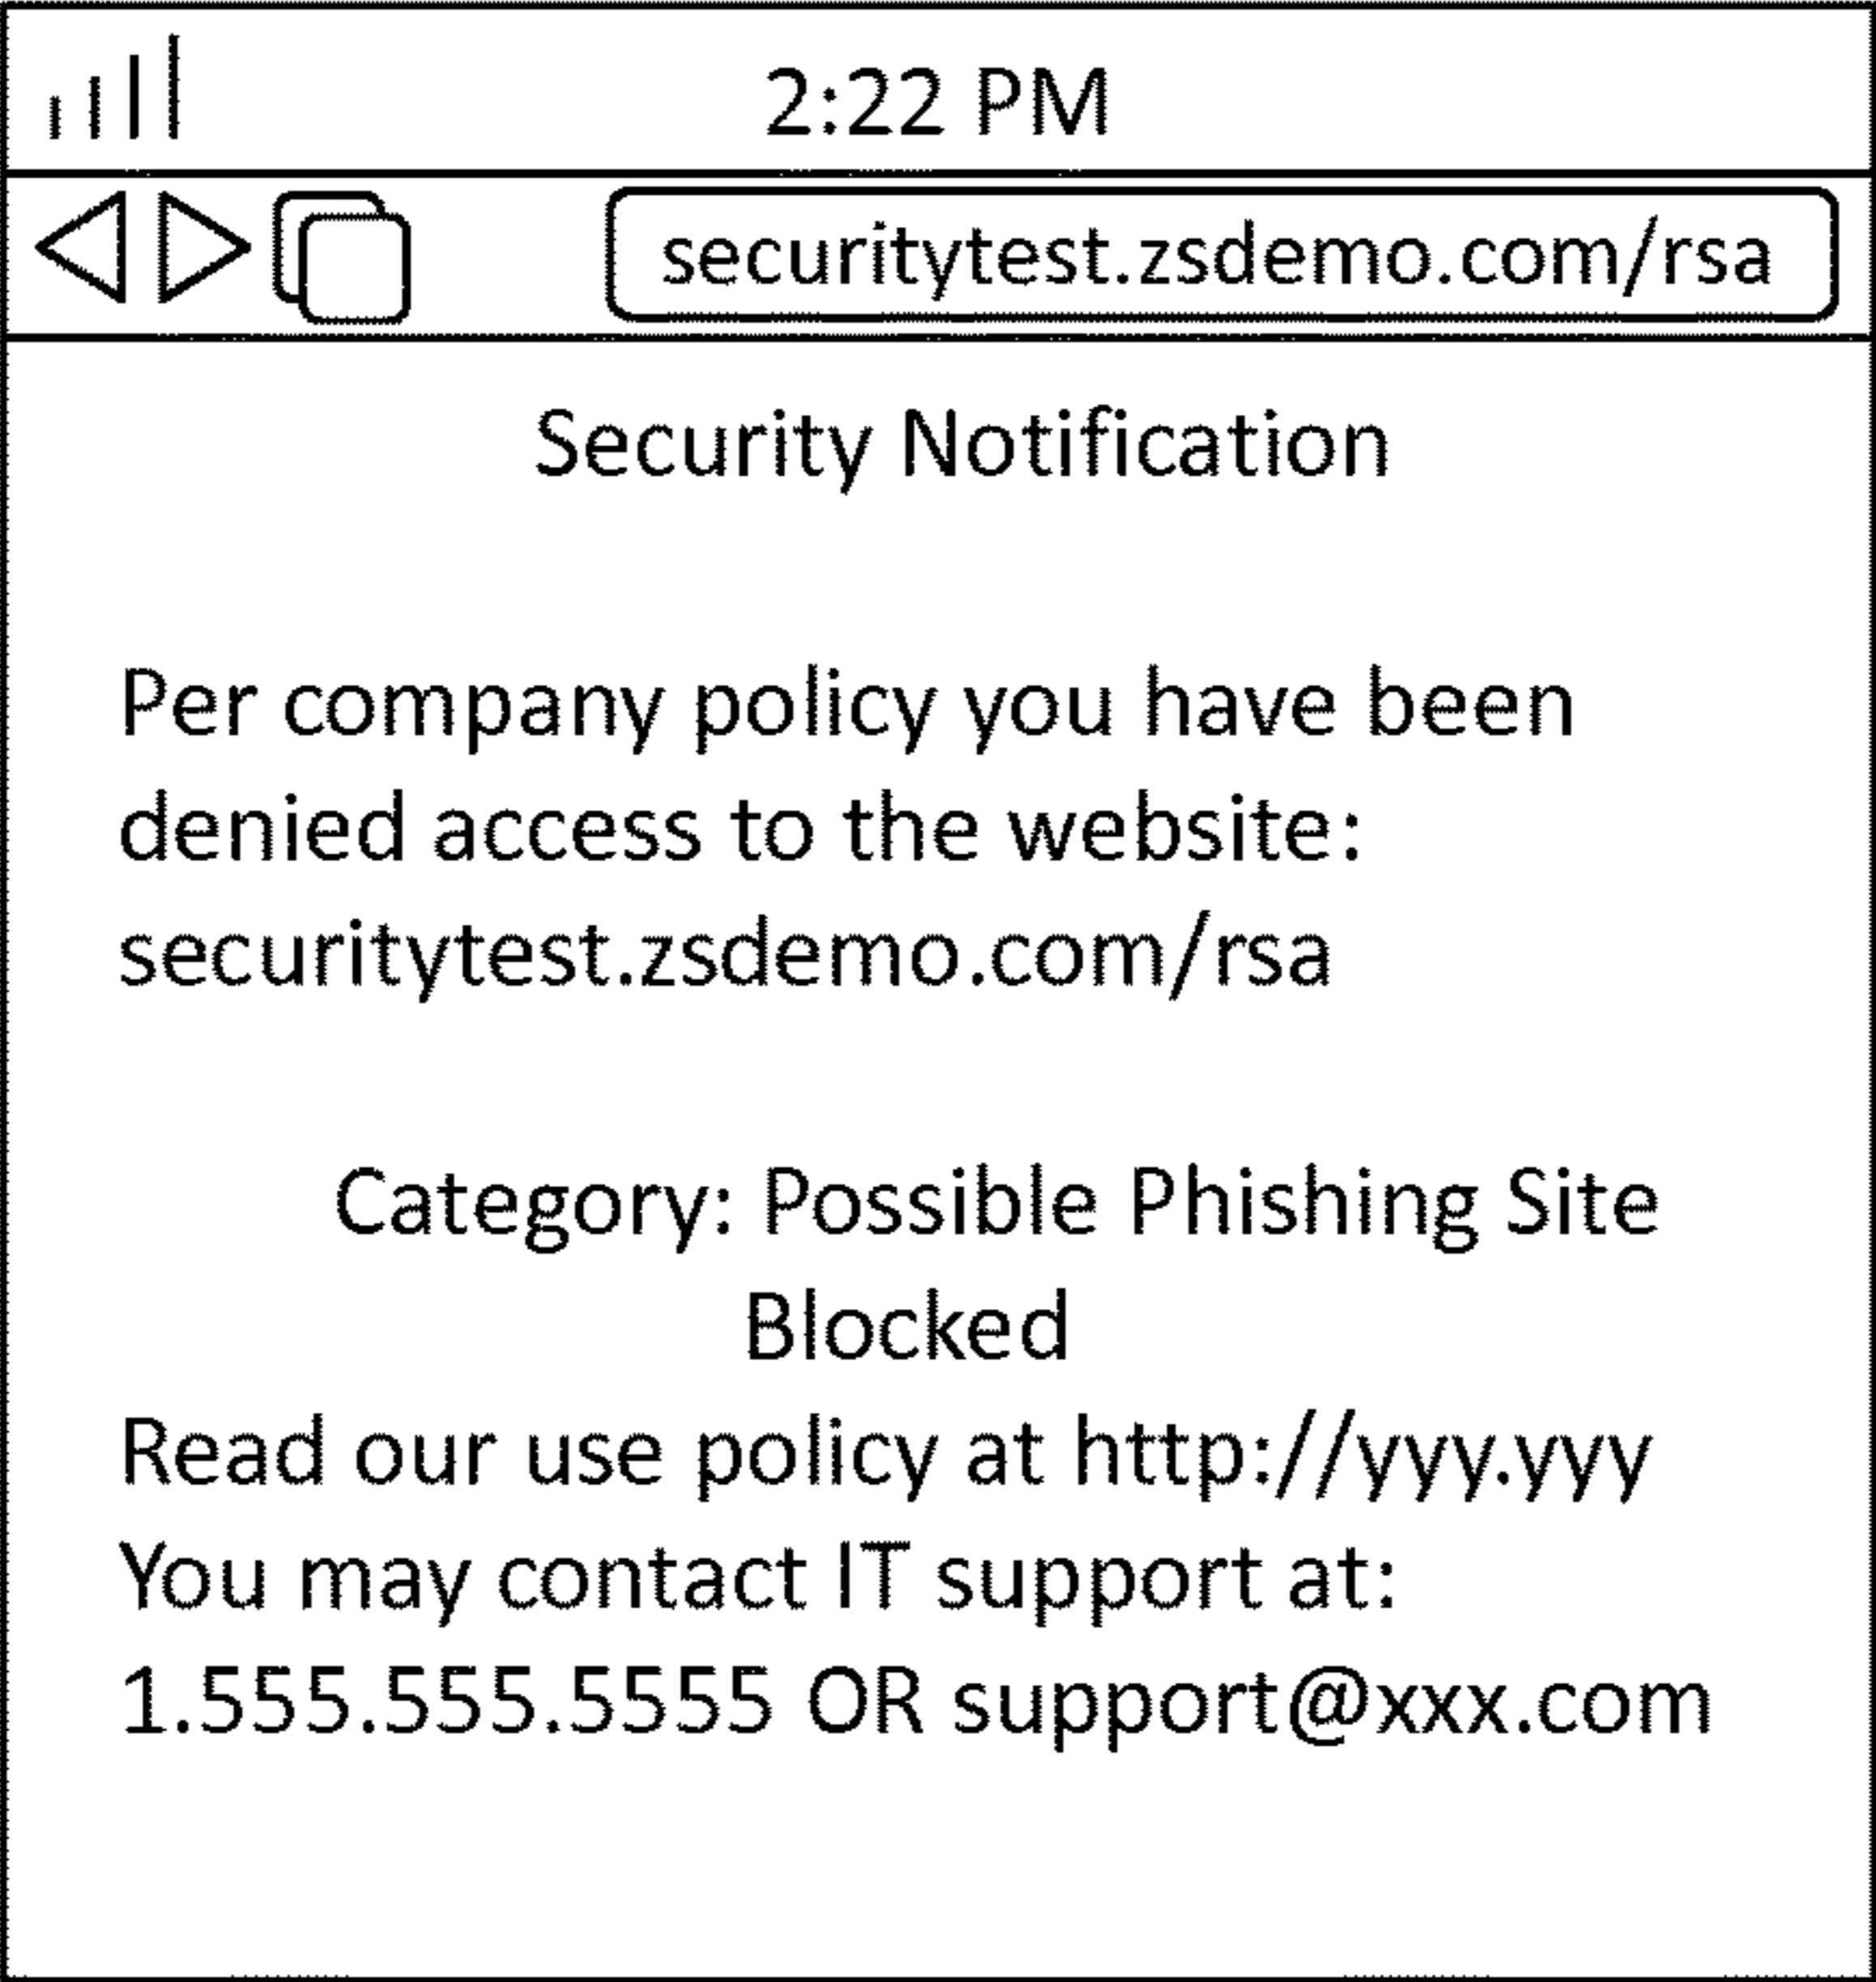 2:22 PM
securitytest.zsdemo.com/rsa
Security Notification
Per company policy you have been
denied access to the website:
securitytest.zsdemo.com/rsa
Category: Possible Phishing Site
Blocked
Read our use policy at http://yyy.yyy
You may contact IT support at:
1.555.555.5555 OR support@xxx.com